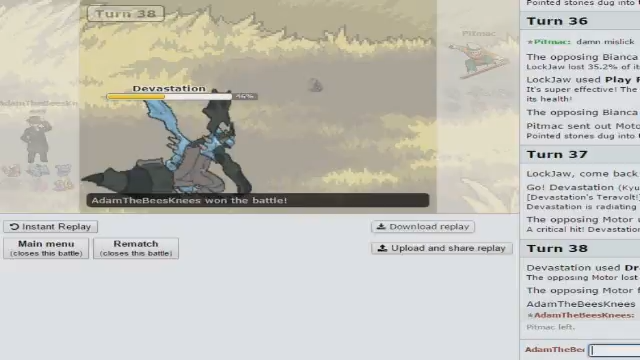 Turn 38
Devastation
46%
AdamTheBeesKnees
Pitmac
AdamTheBeesKnees won the battle!
Instant Replay
Main menu
(closes this battle)
Rematch
(closes this battle)
Download replay
Upload and share replay
Pointed stones dug into t
Turn 36
☆Pitmac: damn mislick
The opposing Bianca
LockJaw lost 35.2% of it
LockJaw used Play R
It's super effective! The
its health!
The opposing Bianca
Pitmac sent out Motor
Pointed stones dug into t
Turn 37
LockJaw, come back
Go! Devastation (Kyu
[Devastation's Teravolt!]
Devastation is radiating
The opposing Motor u
A critical hit! Devastatio
Turn 38
Devastation used Dr
The opposing Motor lost
The opposing Motor f
AdamTheBeesKnees
☆AdamTheBeesKnees:
Pitmac left.
AdamTheBee